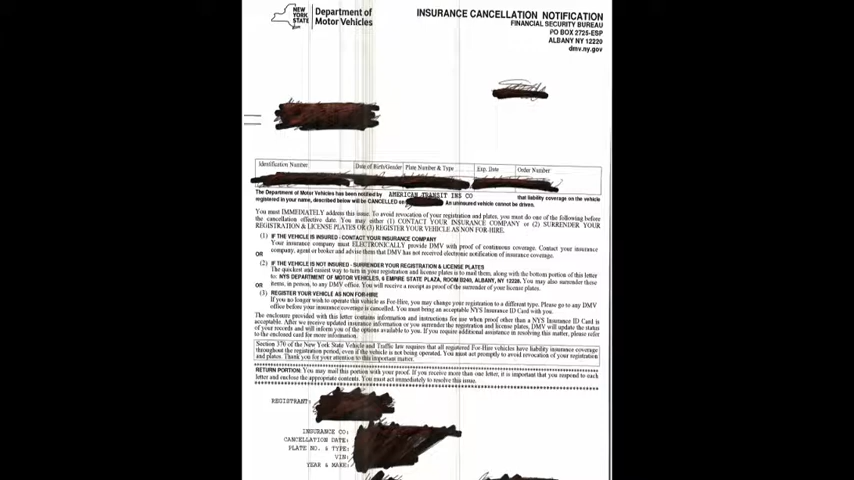 NEW YORK STATE
Department of Motor Vehicles
INSURANCE CANCELLATION NOTIFICATION
FINANCIAL SECURITY BUREAU
PO BOX 2725-ESP
ALBANY NY 12220
dmv.ny.gov
Identification Number Date of Birth/Gender Plate Number & Type Exp. Date Order Number
The Department of Motor Vehicles has been notified by AMERICAN TRANSIT INS CO that liability coverage on the vehicle
registered in your name, described below will be CANCELLED on An uninsured vehicle cannot be driven.
You must IMMEDIATELY address this issue. To avoid revocation of your registration and plates, you must do one of the following before
the cancellation effective date. You may either (1) CONTACT YOUR INSURANCE COMPANY or (2) SURRENDER YOUR
REGISTRATION & LICENSE PLATES OR (3) REGISTER YOUR VEHICLE AS NON FOR-HIRE.
(1) IF THE VEHICLE IS INSURED - CONTACT YOUR INSURANCE COMPANY
Your insurance company must ELECTRONICALLY provide DMV with proof of continuous coverage. Contact your insurance
company, agent or broker and advise them that DMV has not received electronic notification of insurance coverage.
OR
(2) IF THE VEHICLE IS NOT INSURED - SURRENDER YOUR REGISTRATION & LICENSE PLATES
The quickest and easiest way to turn in your registration and license plates is to mail them, along with the bottom portion of this letter
to: NYS DEPARTMENT OF MOTOR VEHICLES, 6 EMPIRE STATE PLAZA, ROOM B240, ALBANY, NY 12228. You may also surrender these
items, in person, to any DMV office. You will receive a receipt as proof of the surrender of your license plates.
OR
(3) REGISTER YOUR VEHICLE AS NON FOR-HIRE
If you no longer wish to operate this vehicle as For-Hire, you may change your registration to a different type. Please go to any DMV
office before your insurance coverage is cancelled. You must bring an acceptable NYS Insurance ID Card with you.
The enclosure provided with this letter contains information and instructions for use when proof other than a NYS Insurance ID Card is
acceptable. After we received updated insurance information or you surrender the registration and license plates, DMV will update the status
of your records and will inform you of the options available to you. If you require additional assistance in resolving this matter, please refer
to the enclosed card for more information.
Section 370 of the New York State Vehicle and Traffic law requires that all registered For-Hire vehicles have liability insurance coverage
throughout the registration period, even if the vehicle is not being operated. You must act promptly to avoid revocation of your registration
and plates. Thank you for your attention to this important matter.
RETURN PORTION: You may mail this portion with your proof. If you receive more than one letter, it is important that you respond to each
letter and enclose the appropriate contents. You must act immediately to resolve this issue.
REGISTRANT:
INSURANCE CO:
CANCELLATION DATE:
PLATE NO. & TYPE:
VIN:
YEAR & MAKE: